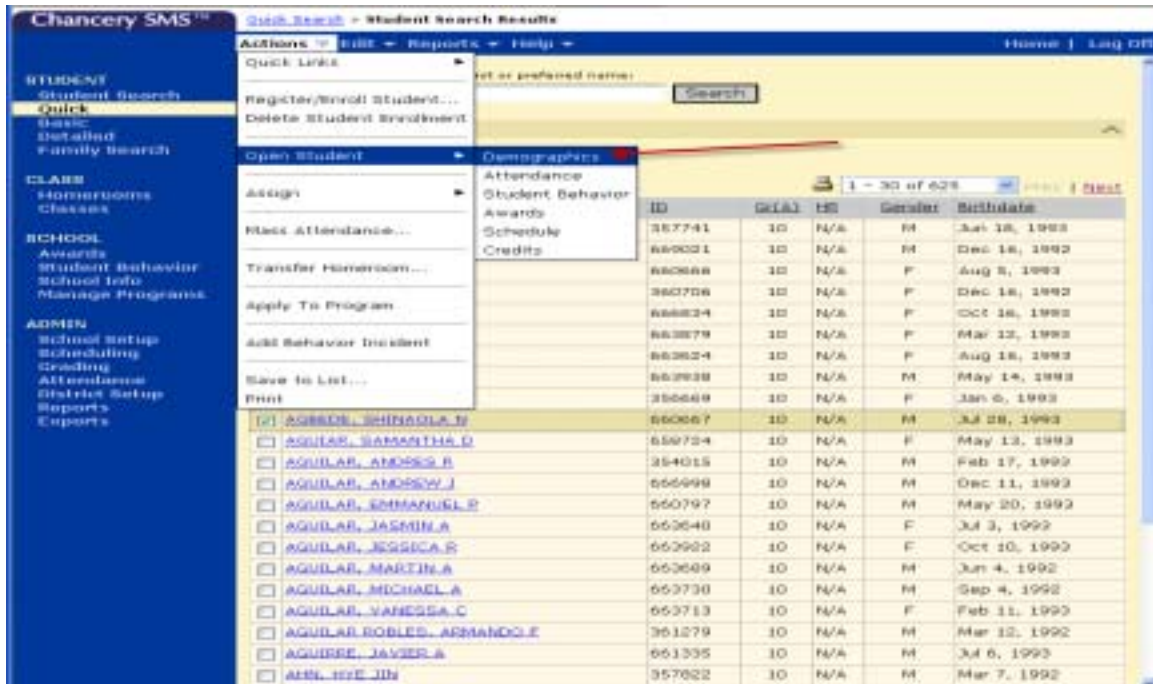 Chancery SMS™
Quick Search > Student Search Results
Actions Edit Reports Help
Home | Log Off
Quick Links
Register/Enroll Student...
Delete Student Enrollment
Open Student
Assign
Mass Attendance...
Transfer Homeroom...
Apply To Program
Add Behavior Incident
Save to List...
Print
Demographics
Attendance
Student Behavior
Awards
Schedule
Credits
or preferred name:
Search
1 - 30 of 625
| Next
STUDENT
Student Search
Quick
Basic
Detailed
Family Search
CLASS
Homerooms
Classes
SCHOOL
Awards
Student Behavior
School Info
Manage Programs
ADMIN
School Setup
Scheduling
Grading
Attendance
District Setup
Reports
Exports
ID Gr(A) HR Gender Birthdate
357741 10 N/A M Jun 18, 1993
10 N/A M Dec 16, 1992
10 N/A F Aug 5, 1993
360706 10 N/A F Dec 16, 1992
10 N/A F Oct 16, 1993
663879 10 N/A F Mar 12, 1993
663624 10 N/A F Aug 16, 1993
663938 10 N/A M May 14, 1993
10 N/A F Jan 6, 1993
AGBEDE, SHINAOLA N 660667 10 N/A M Jul 28, 1993
AGUIAR, SAMANTHA D 659724 10 N/A F May 13, 1993
AGUILAR, ANDRES R 354015 10 N/A M Feb 17, 1993
AGUILAR, ANDREW J 666998 10 N/A M Dec 11, 1993
AGUILAR, EMMANUEL R 660797 10 N/A M May 20, 1993
AGUILAR, JASMIN A 663640 10 N/A F Jul 3, 1993
AGUILAR, JESSICA R 663922 10 N/A F Oct 10, 1993
AGUILAR, MARTIN A 663689 10 N/A M Jun 4, 1992
AGUILAR, MICHAEL A 663730 10 N/A M Sep 4, 1992
AGUILAR, VANESSA C 663713 10 N/A F Feb 11, 1993
AGUILAR ROBLES, ARMANDO F 361279 10 N/A M Mar 12, 1992
AGUIRRE, JAVIER A 661335 10 N/A M Jul 6, 1993
AHN, HYE JIN 357822 10 N/A M Mar 7, 1992